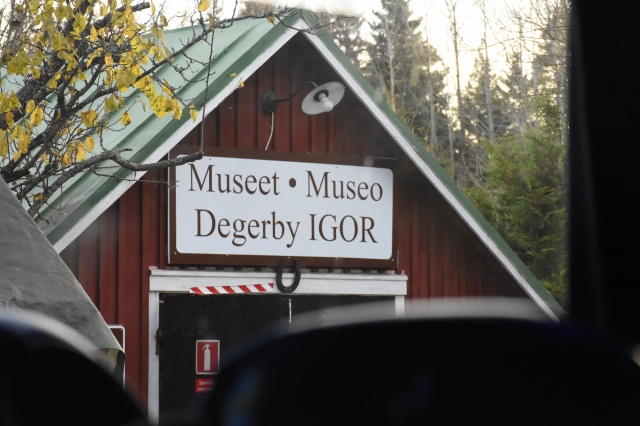 Museet • Museo
Degerby IGOR